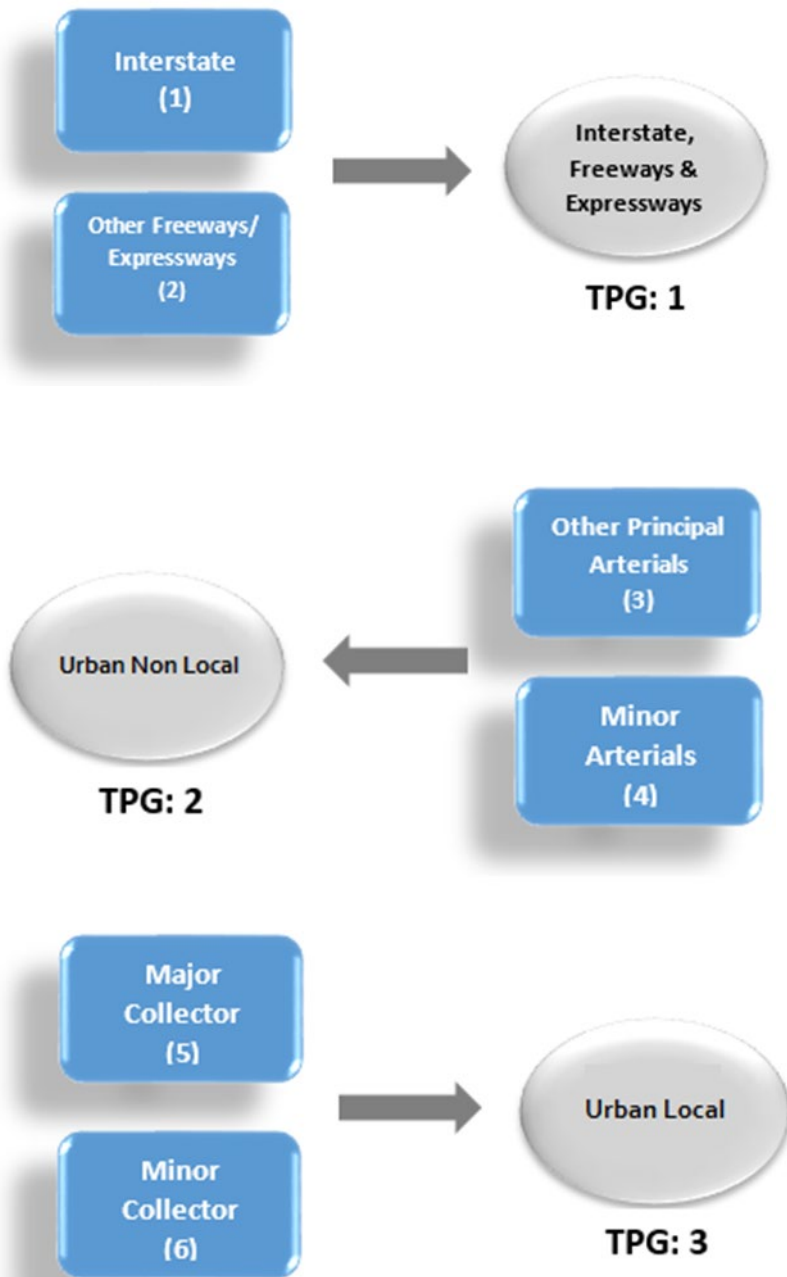 Interstate
(1)
Other Freeways/
Expressways
(2)
Interstate,
Freeways &
Expressways
TPG: 1
Other Principal
Arterials
(3)
Minor
Arterials
(4)
Urban Non Local
TPG: 2
Major
Collector
(5)
Minor
Collector
(6)
Urban Local
TPG: 3